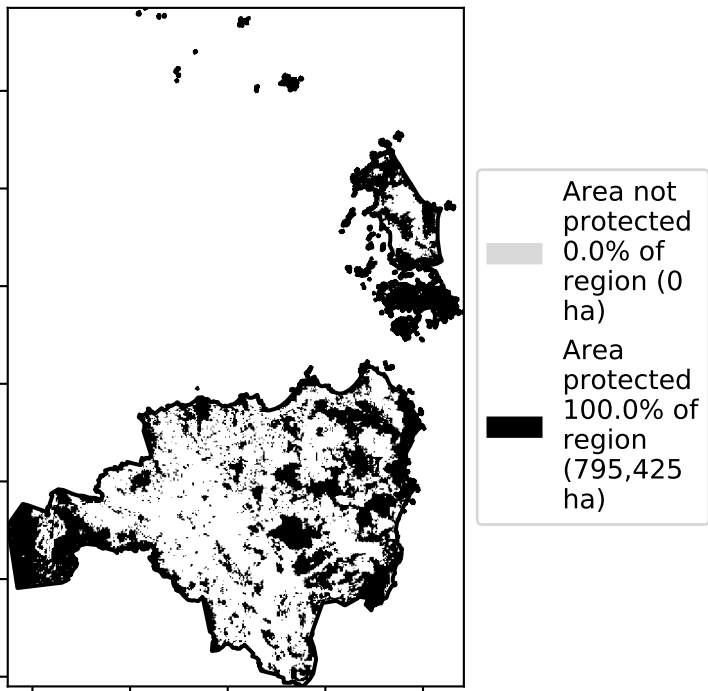 Area not
protected
0.0% of
region (0
ha)
Area
protected
100.0% of
region
(795,425
ha)